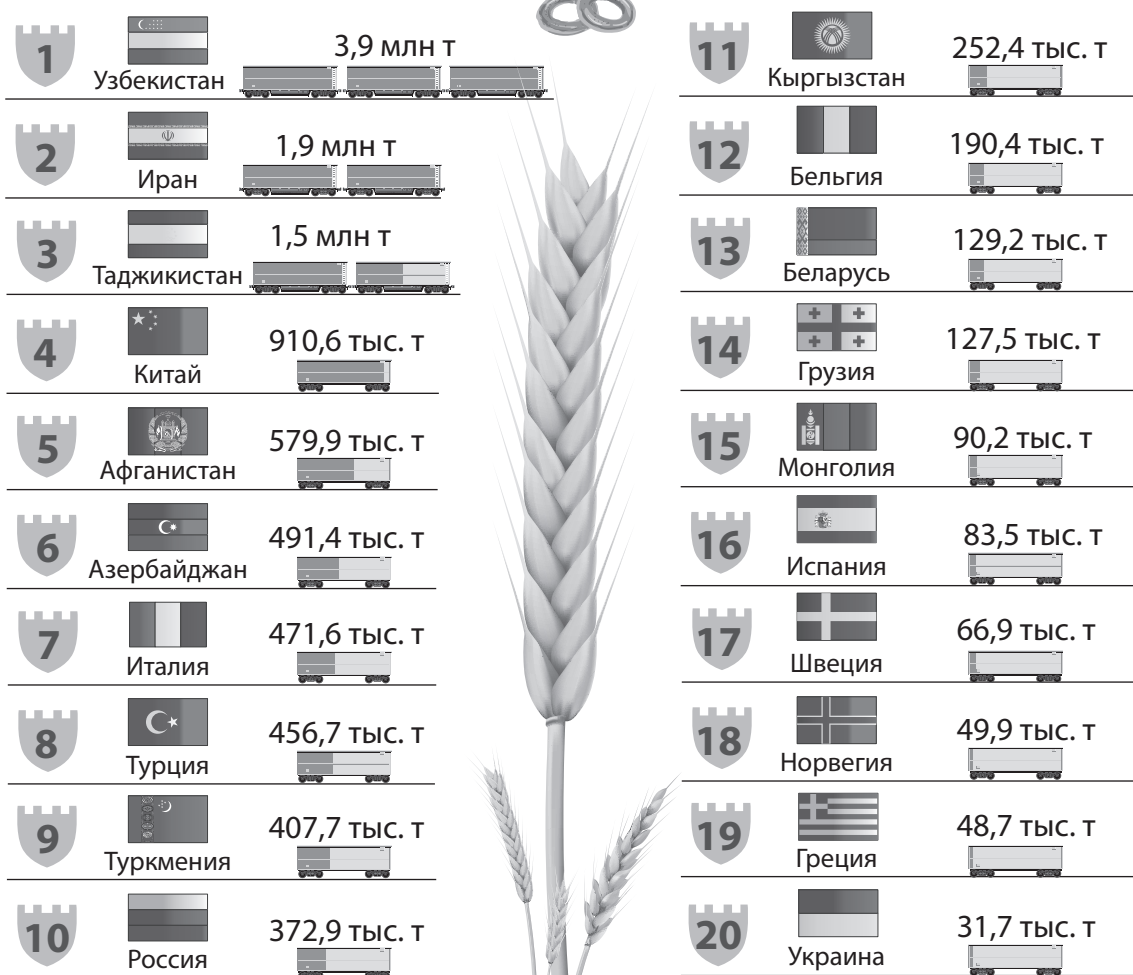 1
3,9 млн т
Узбекистан
2
1,9 млн т
Иран
3
1,5 млн т
Таджикистан
4
910,6 тыс. т
Китай
5
579,9 тыс. т
Афганистан
6
491,4 тыс. т
Азербайджан
7
471,6 тыс. т
Италия
8
456,7 тыс. т
Турция
9
407,7 тыс. т
Туркмения
10
372,9 тыс. т
Россия
11
252,4 тыс. т
Кыргызстан
12
190,4 тыс. т
Бельгия
13
129,2 тыс. т
Беларусь
14
127,5 тыс. т
Грузия
15
90,2 тыс. т
Монголия
16
83,5 тыс. т
Испания
17
66,9 тыс. т
Швеция
18
49,9 тыс. т
Норвегия
19
48,7 тыс. т
Греция
20
31,7 тыс. т
Украина